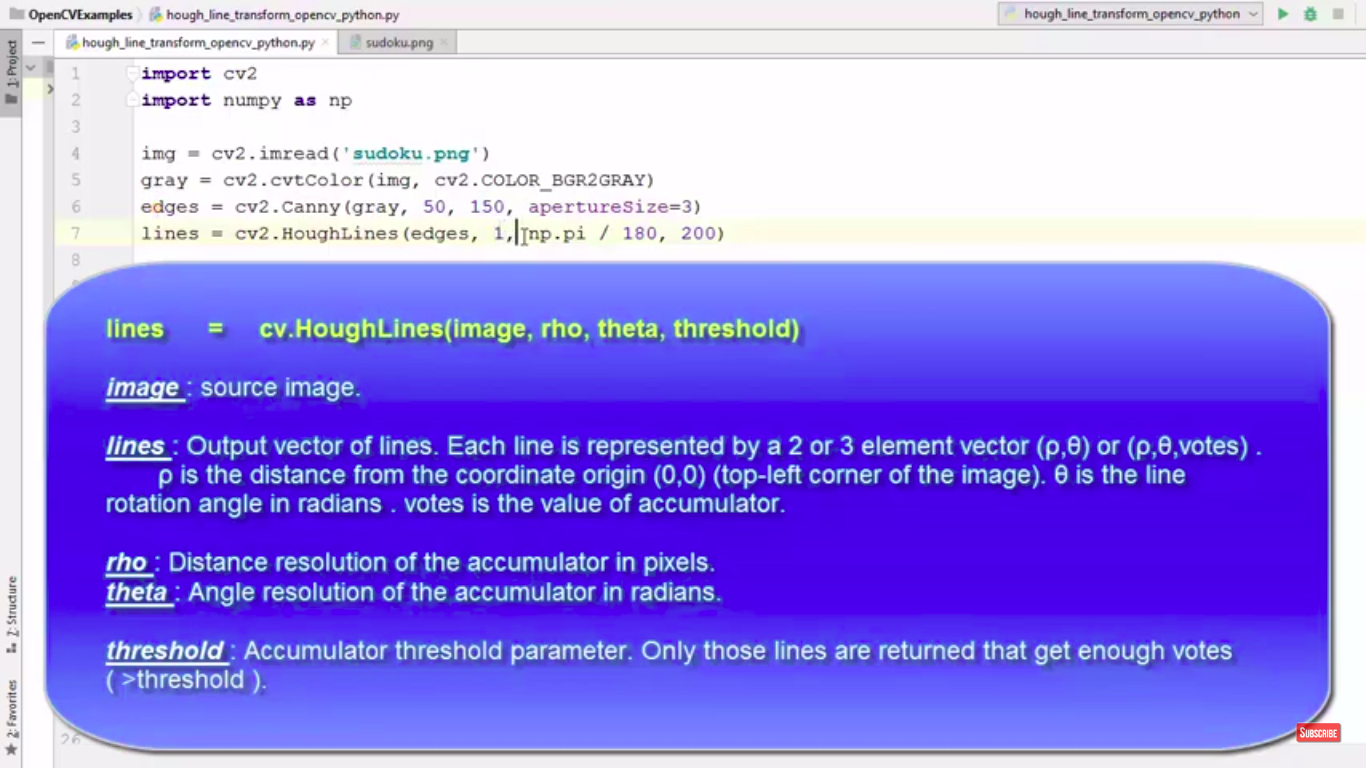 OpenCVExamples hough_line_transform_opencv_python.py hough_line_transform_opencv_python
hough_line_transform_opencv_python.py sudoku.png
1: Project
1 import cv2
2 import numpy as np
3
4 img = cv2.imread('sudoku.png')
5 gray = cv2.cvtColor(img, cv2.COLOR_BGR2GRAY)
6 edges = cv2.Canny(gray, 50, 150, apertureSize=3)
7 lines = cv2.HoughLines(edges, 1, np.pi / 180, 200)
8
lines = cv.HoughLines(image, rho, theta, threshold)
image : source image.
lines : Output vector of lines. Each line is represented by a 2 or 3 element vector (ρ,θ) or (ρ,θ,votes) .
ρ is the distance from the coordinate origin (0,0) (top-left corner of the image). θ is the line
rotation angle in radians . votes is the value of accumulator.
rho : Distance resolution of the accumulator in pixels.
theta : Angle resolution of the accumulator in radians.
threshold : Accumulator threshold parameter. Only those lines are returned that get enough votes
( >threshold ).
Z: Structure
2: Favorites
26
SUBSCRIBE